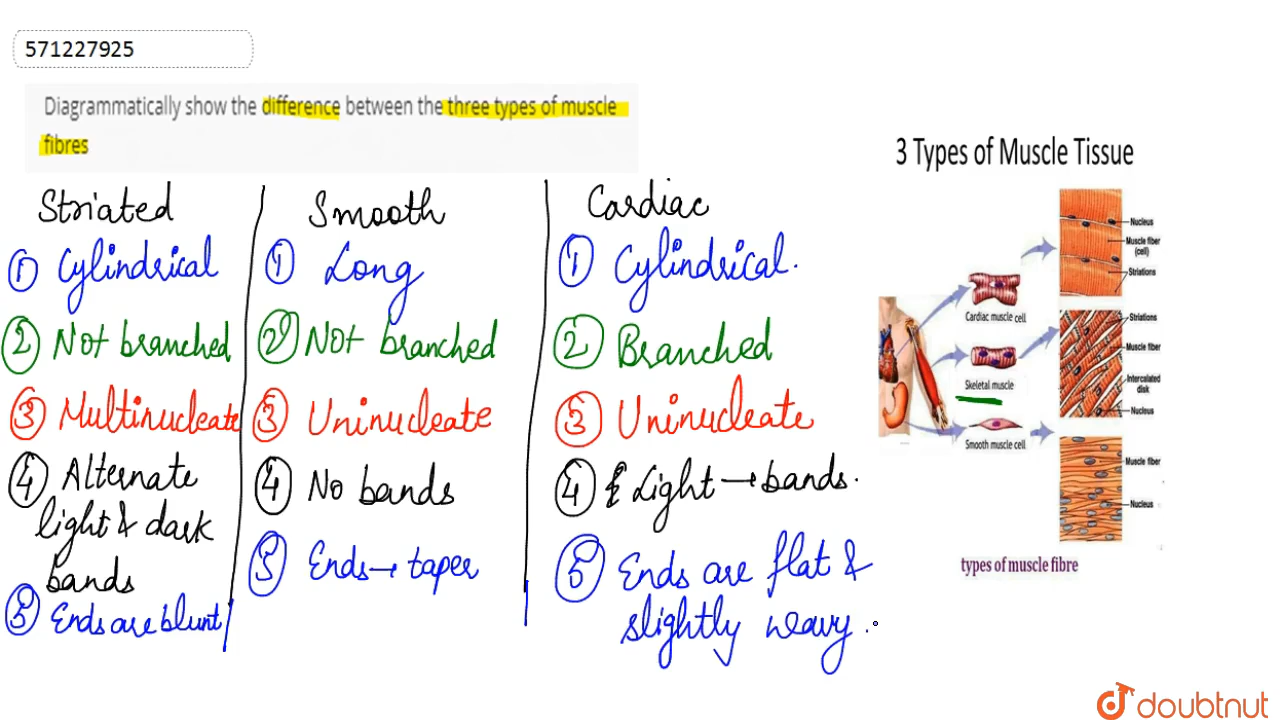 571227925
Diagrammatically show the difference between the three types of muscle
fibres
Striated
① Cylindrical
② Not branched
③ Multinucleate
④ Alternate
light & dark
bands
⑤ Ends are blunt
Smooth
① Long
② Not branched
③ Uninucleate
④ No bands
⑤ Ends → taper
Cardiac
① Cylindrical.
② Branched
③ Uninucleate
④ Light → bands.
⑤ Ends are flat &
slightly weavy.
3 Types of Muscle Tissue
Cardiac muscle cell
Skeletal muscle
Smooth muscle cell
Nucleus
Muscle fiber
(cell)
Striations
Striations
Muscle fiber
Intercalated
disk
Nucleus
Muscle fiber
Nucleus
types of muscle fibre
doubtnut